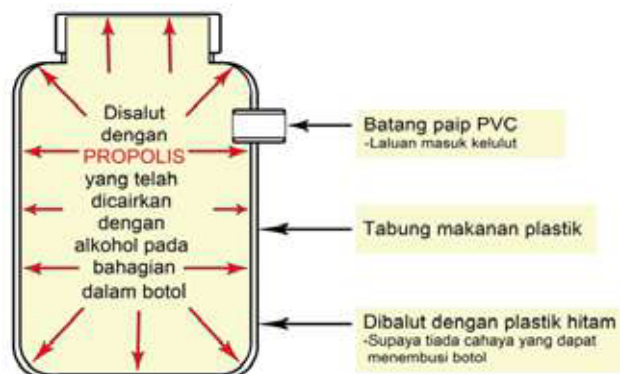 Disalut
dengan
PROPOLIS
yang telah
dicairkan
dengan
alkohol pada
bahagian
dalam botol
Batang paip PVC
-Laluan masuk kelulut
Tabung makanan plastik
Dibalut dengan plastik hitam
-Supaya tiada cahaya yang dapat
menembusi botol